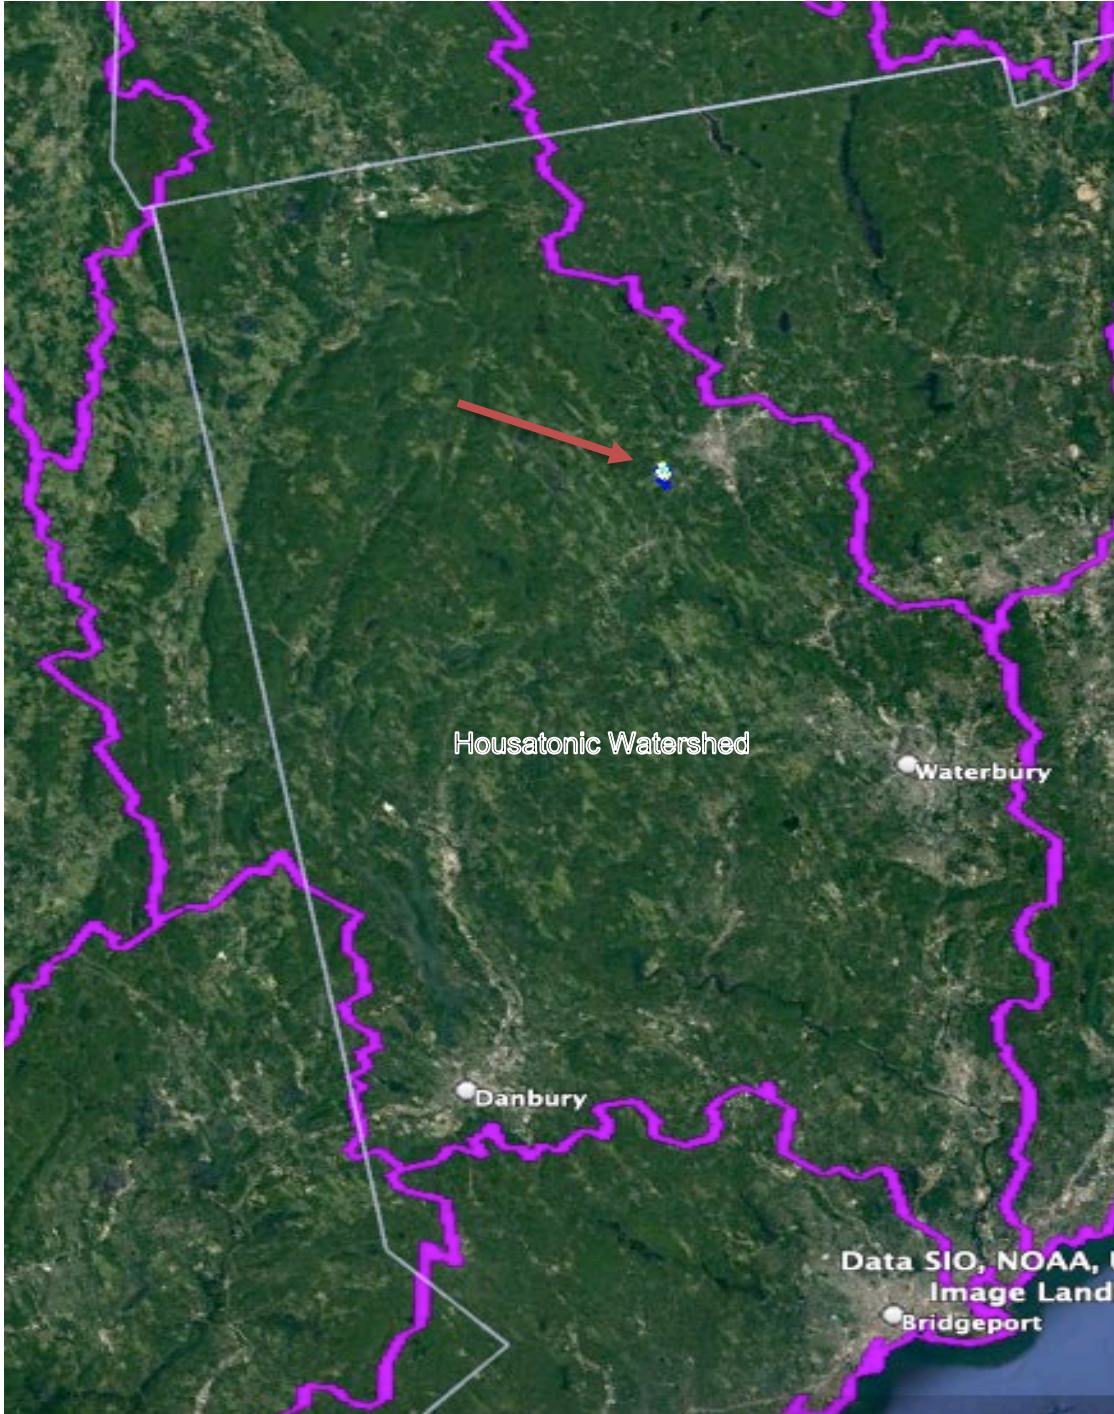 Housatonic Watershed
Waterbury
Danbury
Data SIO, NOAA, U
Image Land
Bridgeport